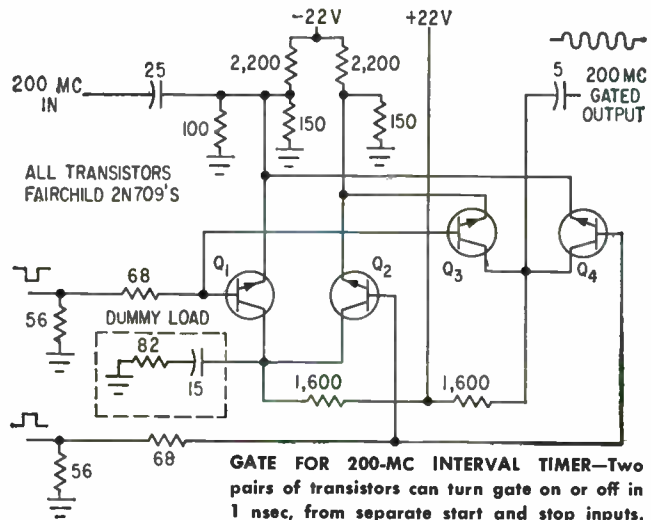 -22V
+22V
2,200
2,200
25
5
200 MC
IN
200 MC
GATED
OUTPUT
100
150
150
ALL TRANSISTORS
FAIRCHILD 2N709'S
Q3
Q4
Q1
Q2
68
56
DUMMY LOAD
82
15
1,600
1,600
68
56
GATE FOR 200-MC INTERVAL TIMER—Two
pairs of transistors can turn gate on or off in
1 nsec, from separate start and stop inputs.